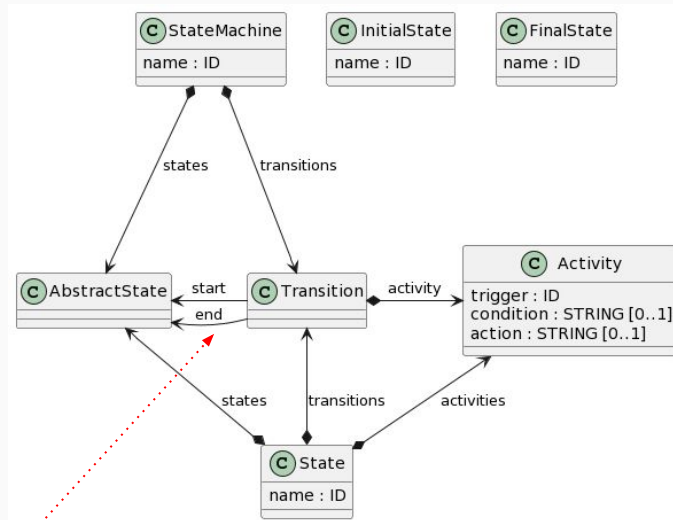 C StateMachine
name : ID
C InitialState
name : ID
C FinalState
name : ID
states
transitions
C AbstractState
start
end
C Transition
activity
C Activity
trigger : ID
condition : STRING [0..1]
action : STRING [0..1]
states
transitions
activities
C State
name : ID